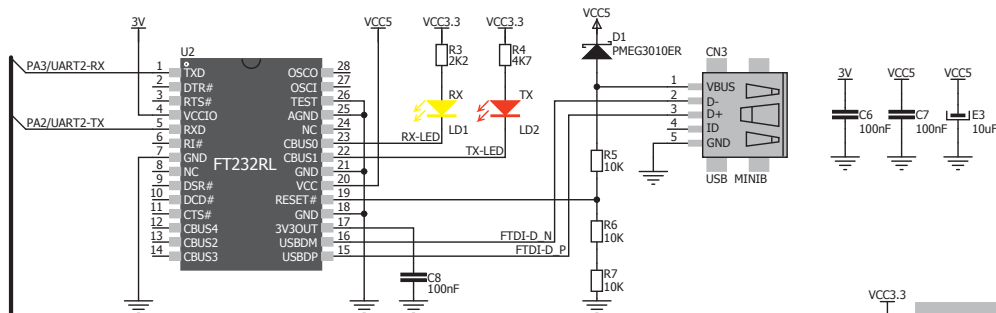 3V
VCC5
VCC3.3
VCC3.3
VCC5
D1
PMEG3010ER
U2
R3
2K2
R4
4K7
CN3
PA3/UART2-RX
1 TXD OSCO 28
2 DTR# OSCI 27
3 RTS# TEST 26
4 VCCIO AGND 25
PA2/UART2-TX
5 RXD NC 24
6 RI# CBUS0 23
7 GND CBUS1 22
8 NC GND 21
9 DSR# VCC 20
10 DCD# RESET# 19
11 CTS# GND 18
12 CBUS4 3V3OUT 17
13 CBUS2 USBDM 16
14 CBUS3 USBDP 15
FT232RL
RX
LD1
RX-LED
TX
LD2
TX-LED
1 VBUS
2 D-
3 D+
4 ID
5 GND
USB MINIB
3V
C6
100nF
VCC5
C7
100nF
VCC5
E3
10uF
R5
10K
R6
10K
R7
10K
FTDI-D_N
FTDI-D_P
C8
100nF
VCC3.3